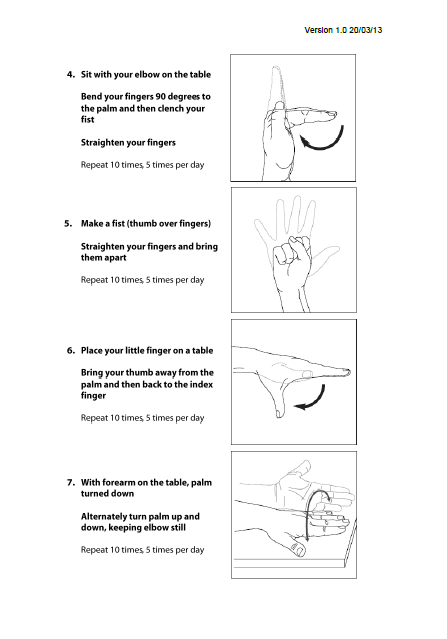 Version 1.0 20/03/13
4. Sit with your elbow on the table
Bend your fingers 90 degrees to
the palm and then clench your
fist
Straighten your fingers
Repeat 10 times, 5 times per day
5. Make a fist (thumb over fingers)
Straighten your fingers and bring
them apart
Repeat 10 times, 5 times per day
6. Place your little finger on a table
Bring your thumb away from the
palm and then back to the index
finger
Repeat 10 times, 5 times per day
7. With forearm on the table, palm
turned down
Alternately turn palm up and
down, keeping elbow still
Repeat 10 times, 5 times per day